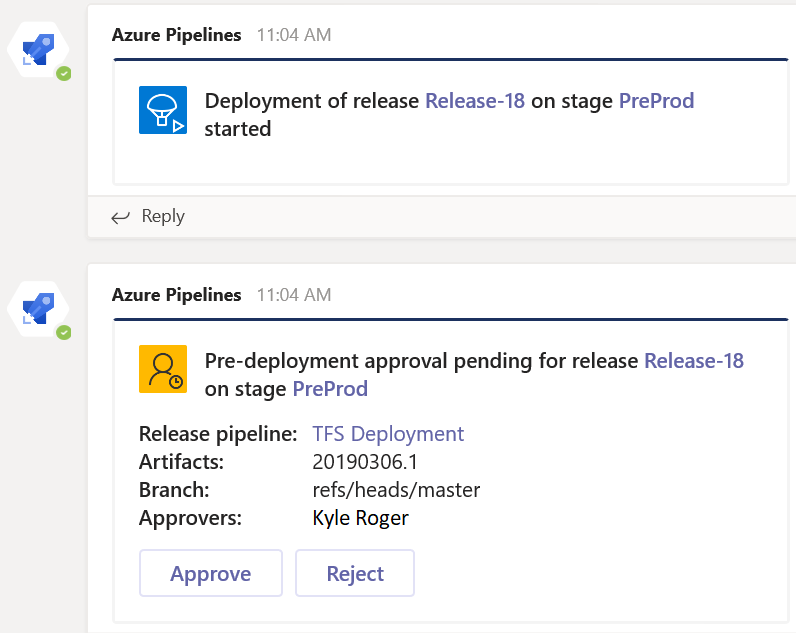 Azure Pipelines 11:04 AM
Deployment of release Release-18 on stage PreProd
started
Reply
Azure Pipelines 11:04 AM
Pre-deployment approval pending for release Release-18
on stage PreProd
Release pipeline: TFS Deployment
Artifacts: 20190306.1
Branch: refs/heads/master
Approvers: Kyle Roger
Approve Reject